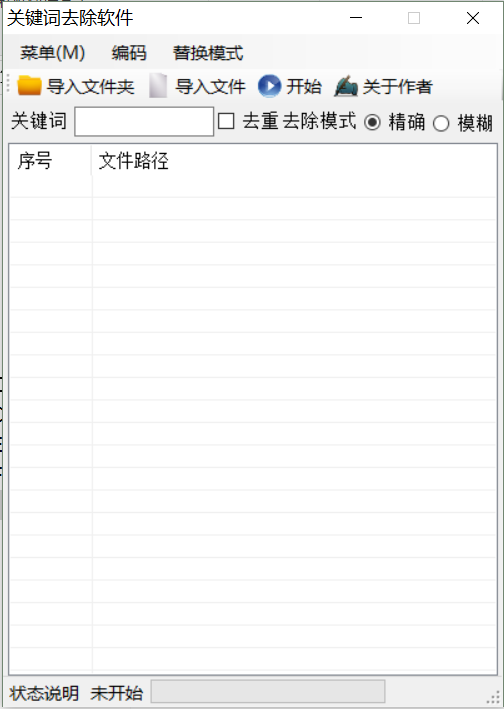 关键词去除软件
菜单(M) 编码 替换模式
导入文件夹 导入文件 开始 关于作者
关键词 去重 去除模式 精确 模糊
序号 文件路径
状态说明 未开始